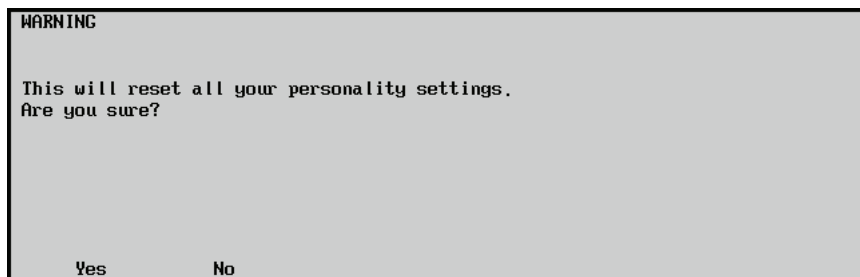 WARNING
This will reset all your personality settings.
Are you sure?
Yes No